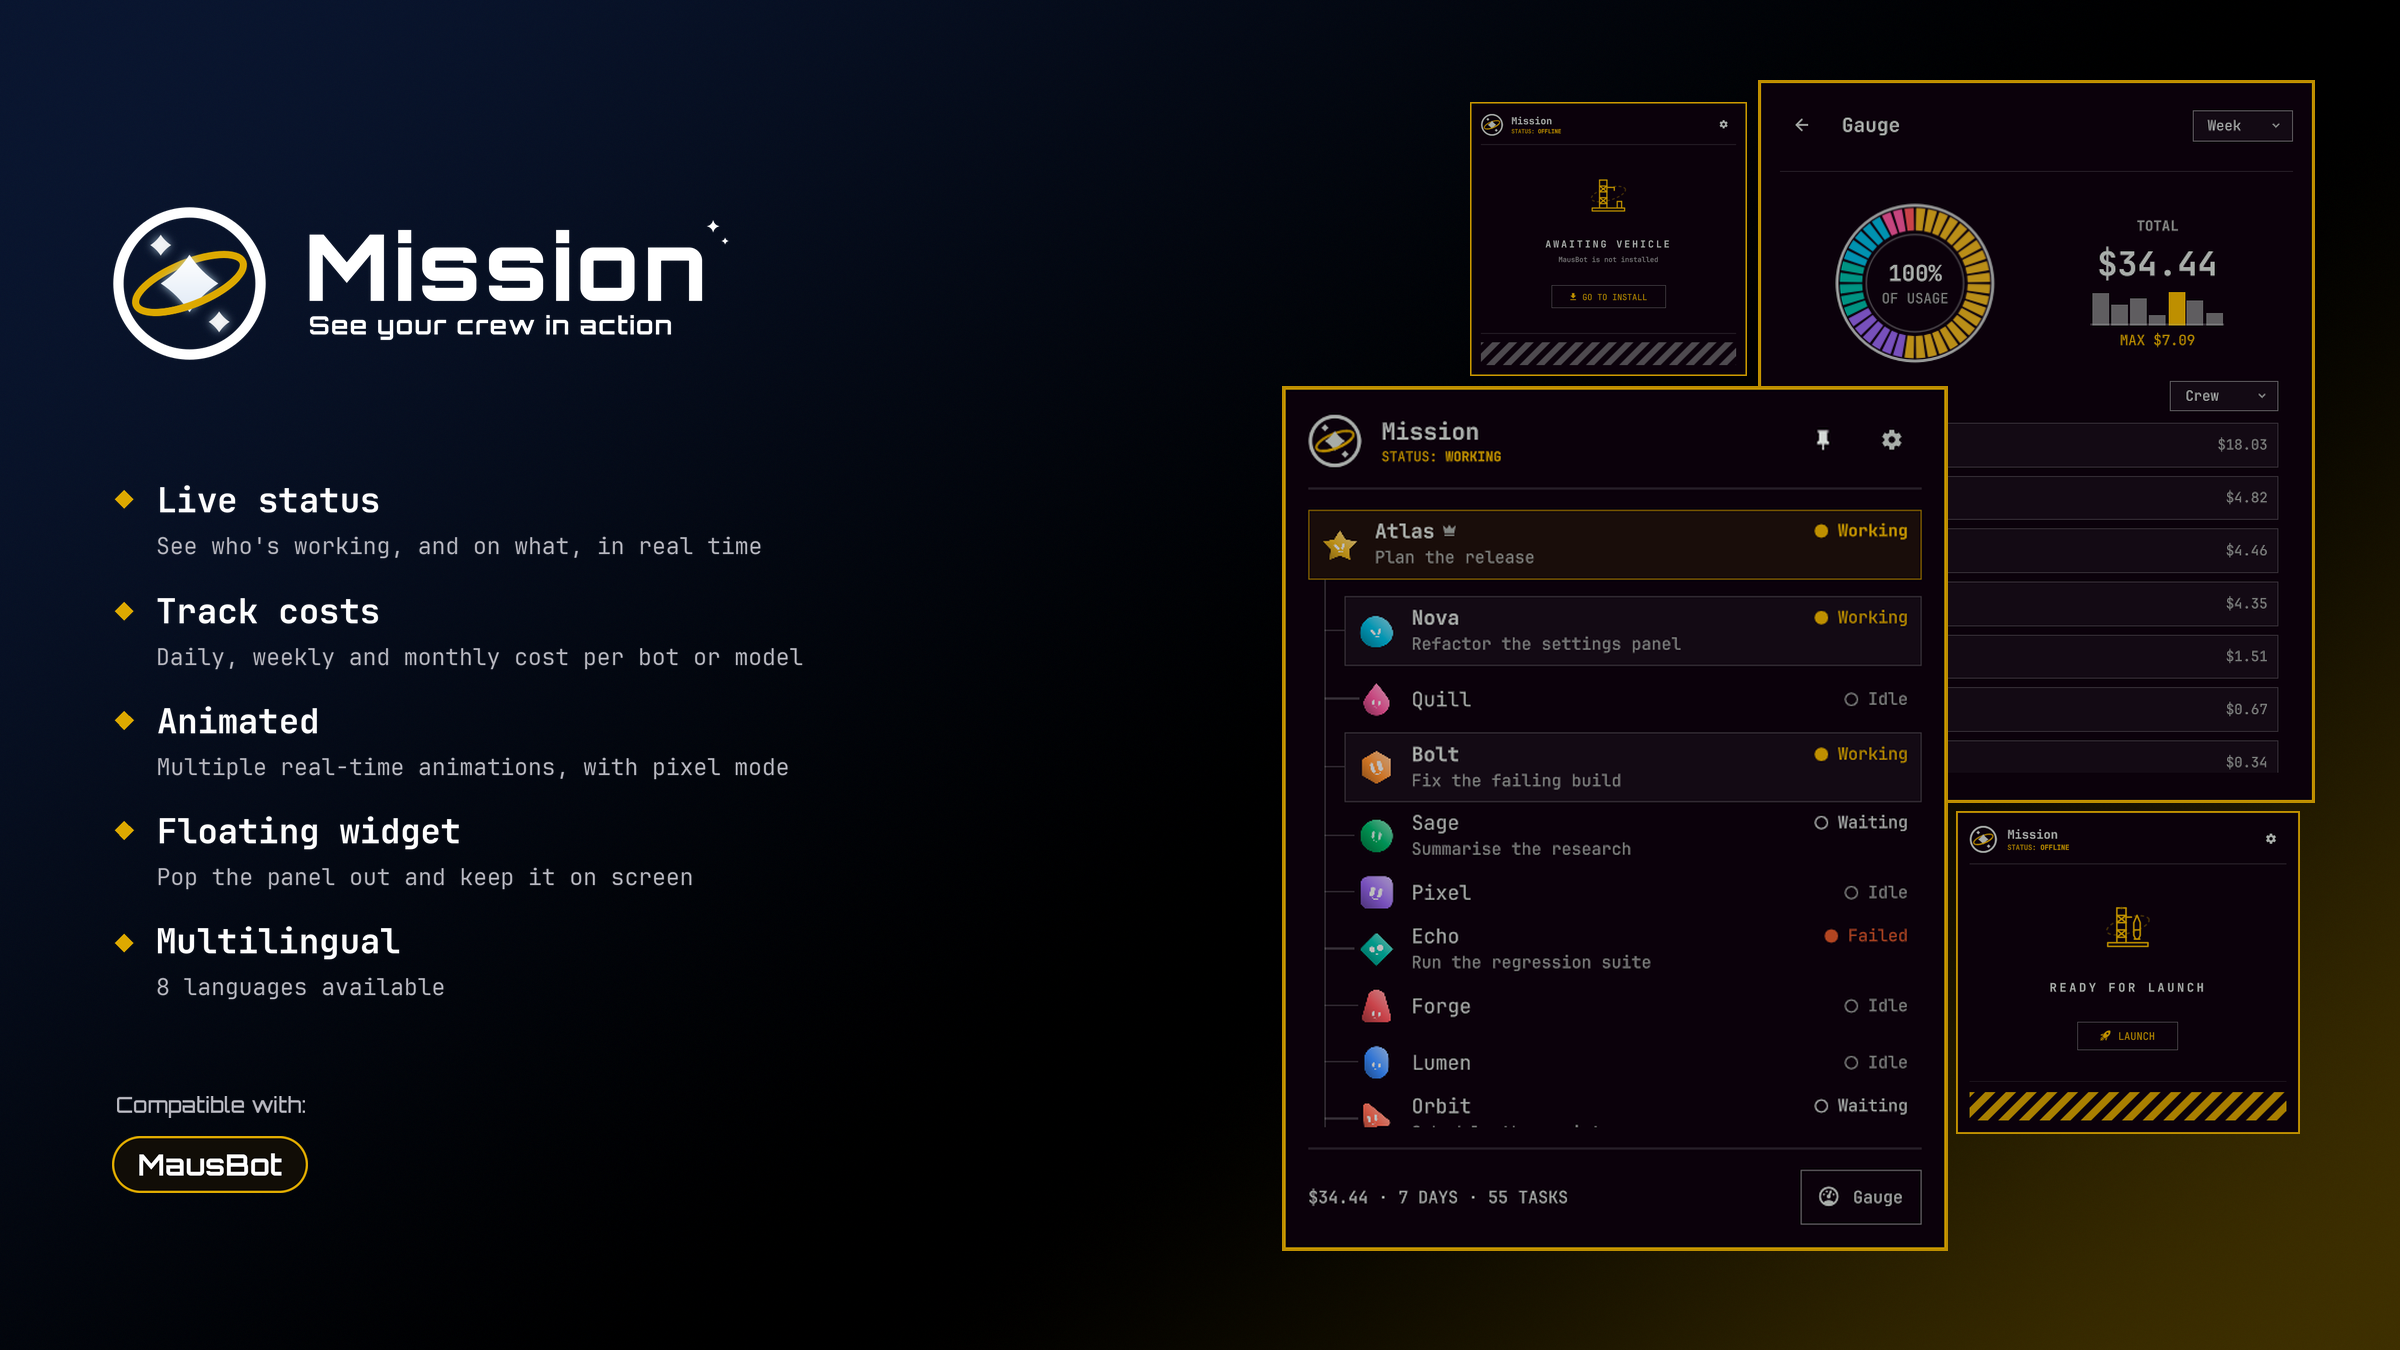 Mission
See your crew in action
Live status
See who's working, and on what, in real time
Track costs
Daily, weekly and monthly cost per bot or model
Animated
Multiple real-time animations, with pixel mode
Floating widget
Pop the panel out and keep it on screen
Multilingual
8 languages available
Compatible with:
MausBot
Mission
STATUS: OFFLINE
AWAITING VEHICLE
MausBot is not installed
GO TO INSTALL
Gauge
Week
100%
OF USAGE
TOTAL
$34.44
MAX $7.09
Crew
$18.03
$4.82
$4.46
$4.35
$1.51
$0.67
$0.34
Mission
STATUS: WORKING
Atlas
Working
Plan the release
Nova
Working
Refactor the settings panel
Quill
Idle
Bolt
Working
Fix the failing build
Sage
Waiting
Summarise the research
Pixel
Idle
Echo
Failed
Run the regression suite
Forge
Idle
Lumen
Idle
Orbit
Waiting
$34.44 · 7 DAYS · 55 TASKS
Gauge
Mission
STATUS: OFFLINE
READY FOR LAUNCH
LAUNCH